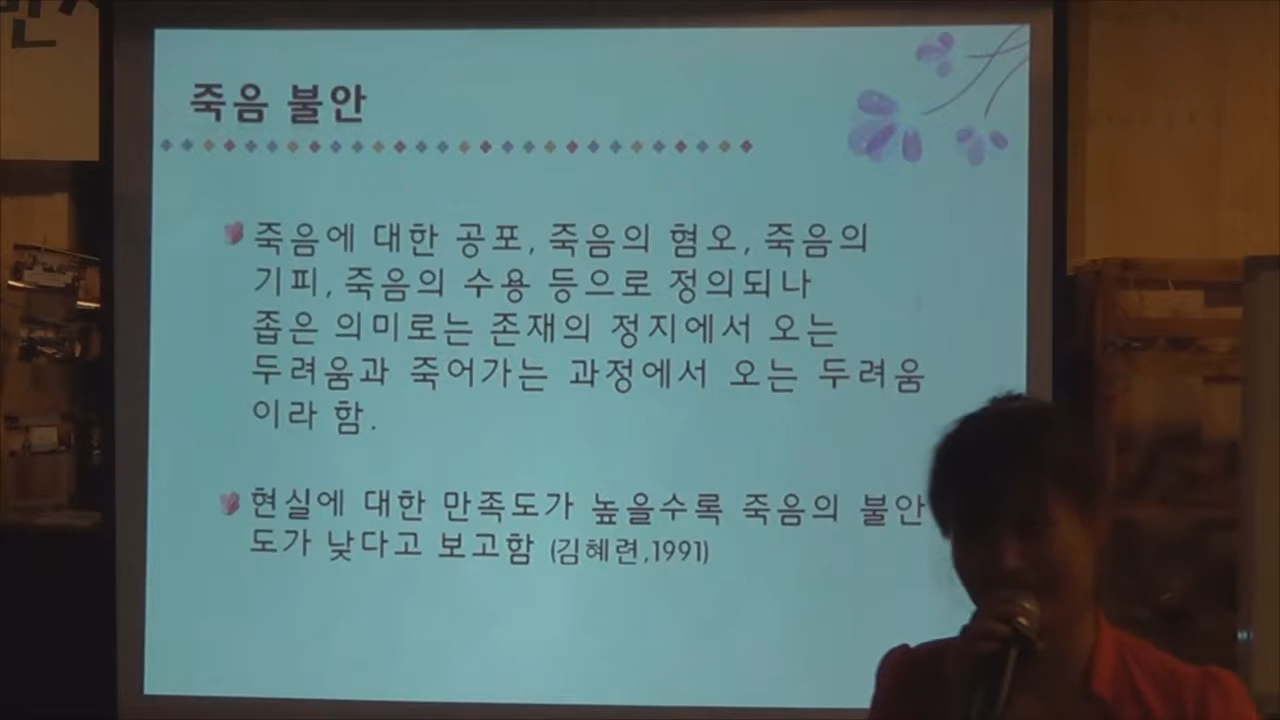 죽음 불안
죽음에 대한 공포, 죽음의 혐오, 죽음의
기피, 죽음의 수용 등으로 정의되나
좁은 의미로는 존재의 정지에서 오는
두려움과 죽어가는 과정에서 오는 두려움
이라 함.
현실에 대한 만족도가 높을수록 죽음의 불안
도가 낮다고 보고함 (김혜련,1991)